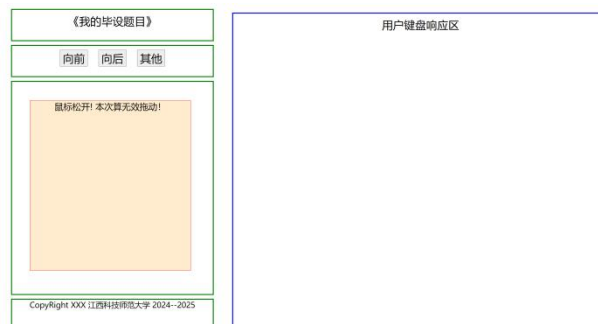 《我的毕设题目》
向前 向后 其他
鼠标松开! 本次算无效拖动!
CopyRight XXX 江西科技师范大学 2024--2025
用户键盘响应区